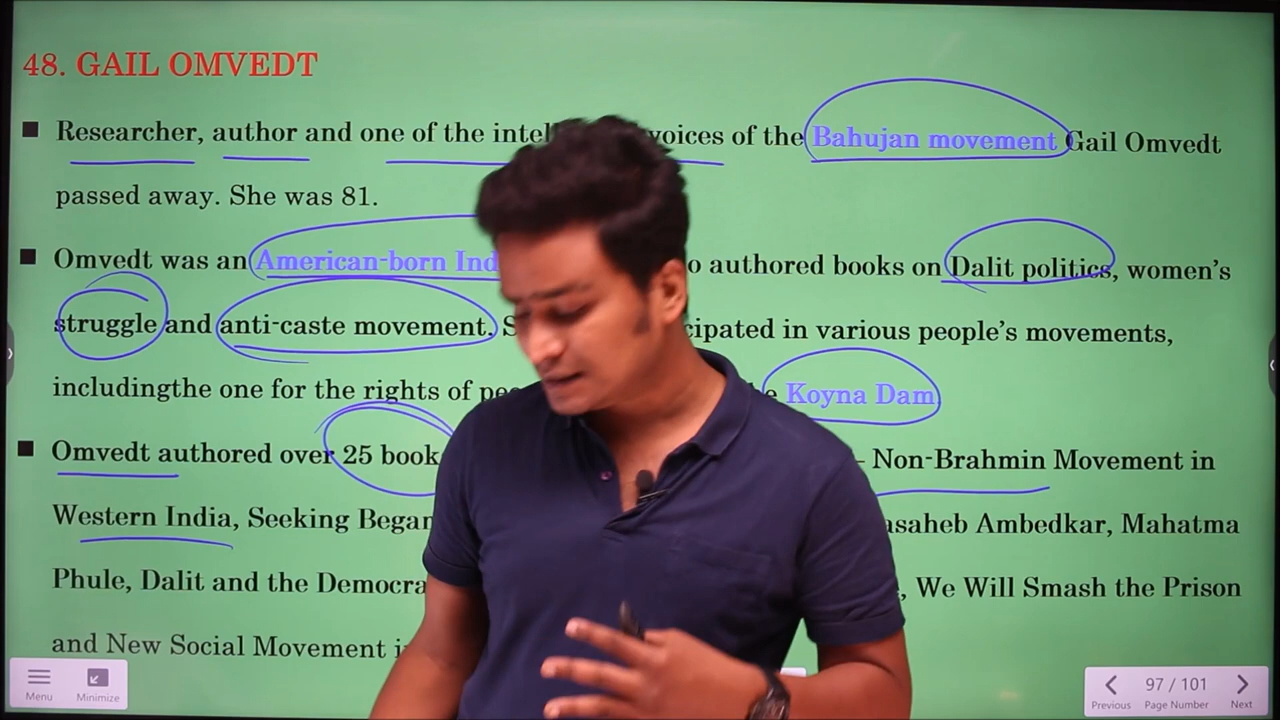 48. GAIL OMVEDT
■ Researcher, author and one of the voices of the Bahujan movement Gail Omvedt
passed away. She was 81.
■ Omvedt was an American-born Ind o authored books on Dalit politics, women's
struggle and anti-caste movement. S cipated in various people's movements,
includingthe one for the rights of pe e Koyna Dam
■ Omvedt authored over 25 book – Non-Brahmin Movement in
Western India, Seeking Began asaheb Ambedkar, Mahatma
Phule, Dalit and the Democra , We Will Smash the Prison
and New Social Movement i
Menu
Minimize
Previous
97 / 101
Page Number
Next